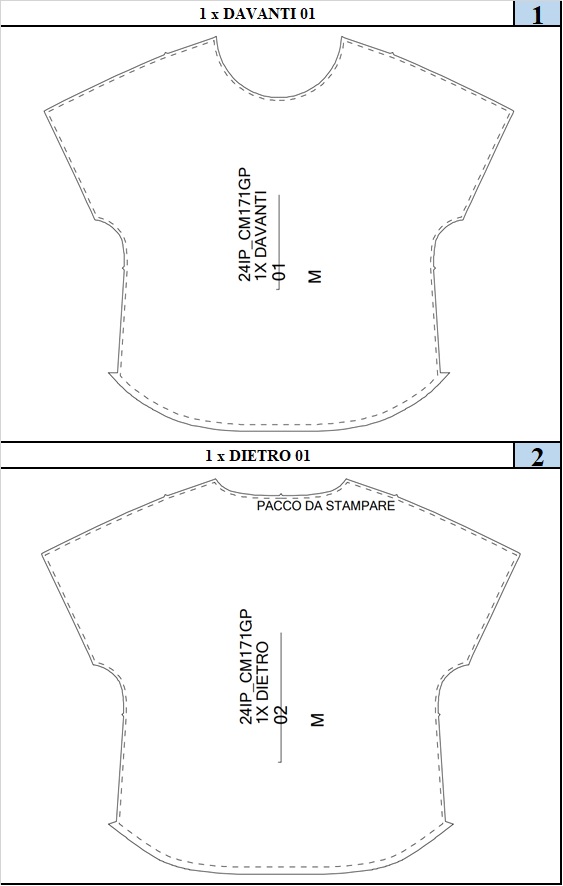 1 x DAVANTI 01
1
24IP_CM171GP
1X DAVANTI
01
M
1 x DIETRO 01
2
PACCO DA STAMPARE
24IP_CM171GP
1X DIETRO
02
M